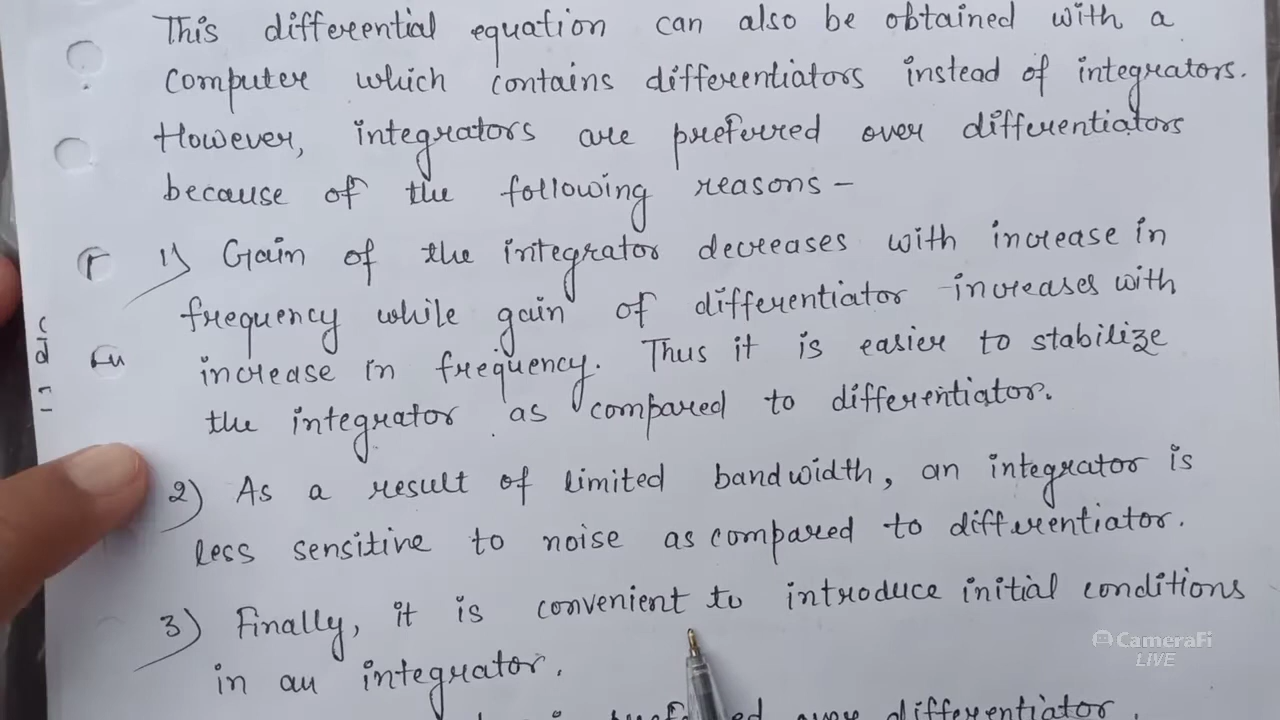 This differential equation can also be obtained with a
computer which contains differentiators instead of integrators.
However, integrators are preferred over differentiators
because of the following reasons -
1) Gain of the integrator decreases with increase in
frequency while gain of differentiator increases with
increase in frequency. Thus it is easier to stabilize
the integrator as compared to differentiator.
2) As a result of limited bandwidth, an integrator is
less sensitive to noise as compared to differentiator.
3) Finally, it is convenient to introduce initial conditions
in an integrator.
over differentiator.
CameraFi
LIVE